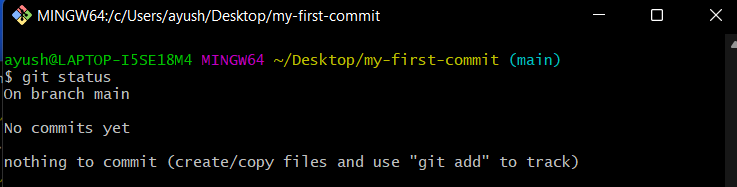 MINGW64:/c/Users/ayush/Desktop/my-first-commit
ayush@LAPTOP-I5SE18M4 MINGW64 ~/Desktop/my-first-commit (main)
$ git status
On branch main
No commits yet
nothing to commit (create/copy files and use "git add" to track)